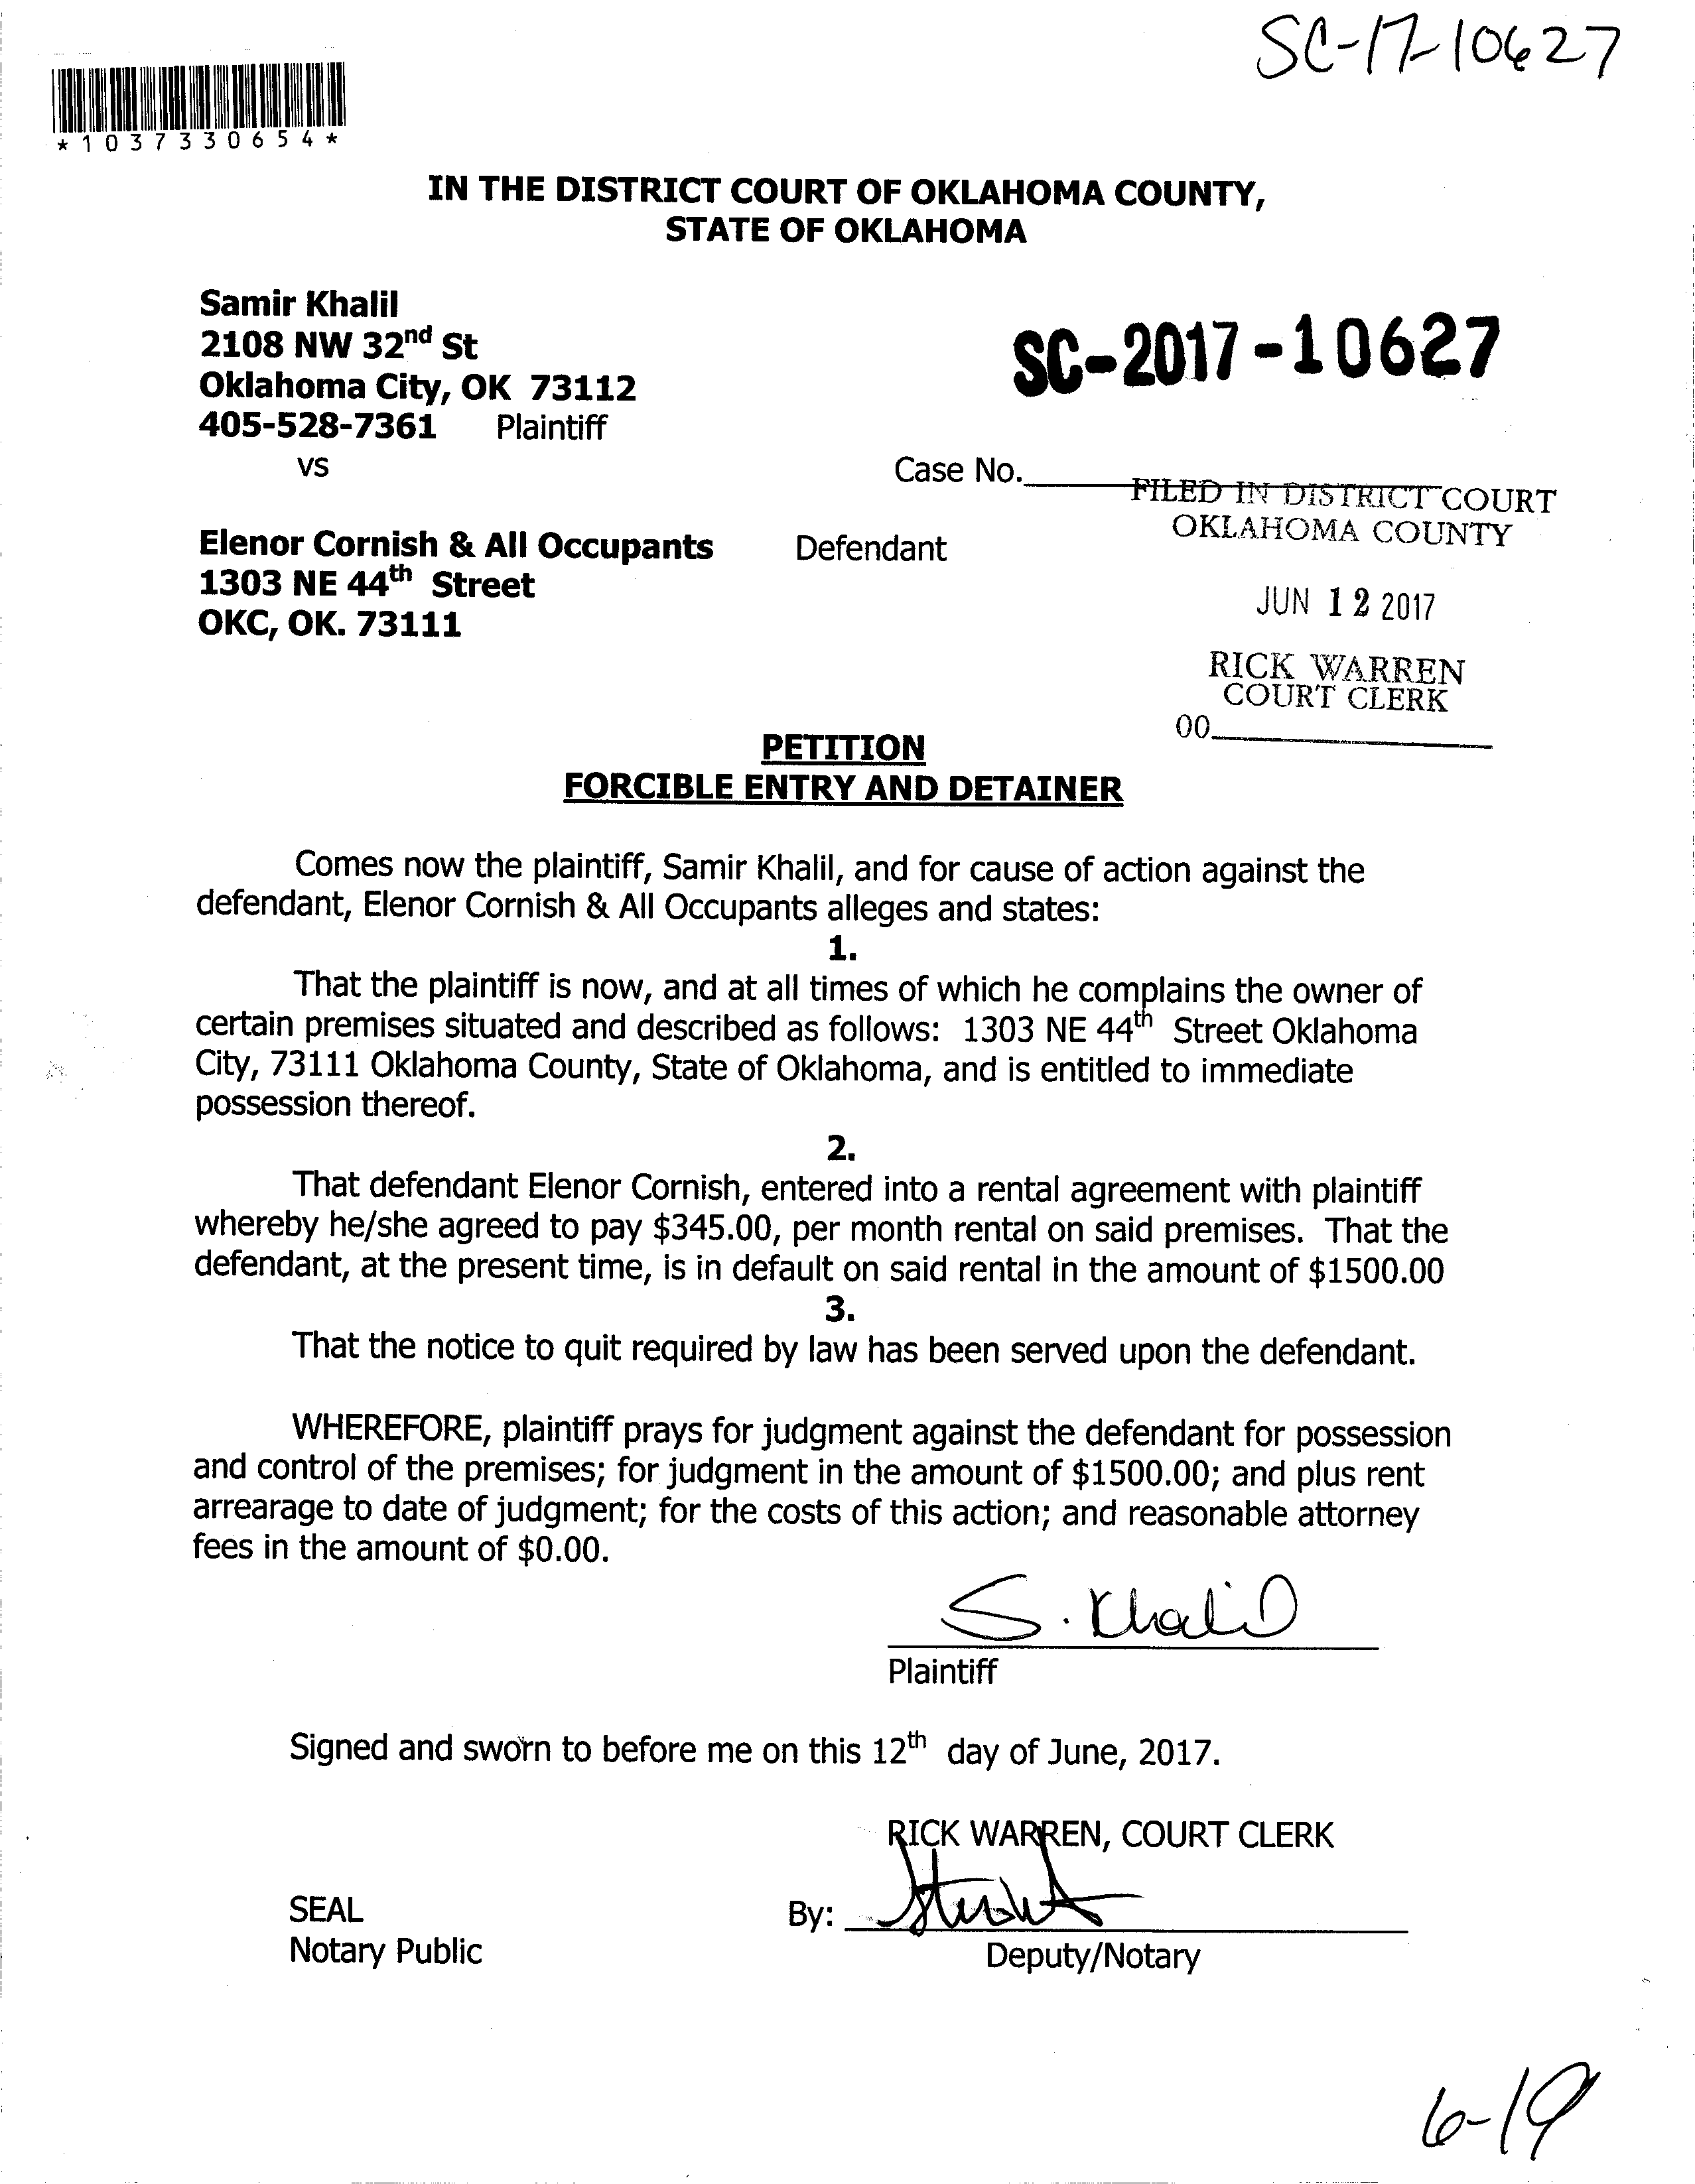 SC-17-10627
*1037330654*
IN THE DISTRICT COURT OF OKLAHOMA COUNTY,
STATE OF OKLAHOMA
Samir Khalil
2108 NW 32nd St
Oklahoma City, OK 73112
405-528-7361 Plaintiff
vs
SC-2017-10627
Case No.
FILED IN DISTRICT COURT
OKLAHOMA COUNTY
Elenor Cornish & All Occupants Defendant
1303 NE 44th Street
OKC, OK. 73111
JUN 12 2017
RICK WARREN
COURT CLERK
00
PETITION
FORCIBLE ENTRY AND DETAINER
Comes now the plaintiff, Samir Khalil, and for cause of action against the
defendant, Elenor Cornish & All Occupants alleges and states:
1.
That the plaintiff is now, and at all times of which he complains the owner of
certain premises situated and described as follows: 1303 NE 44th Street Oklahoma
City, 73111 Oklahoma County, State of Oklahoma, and is entitled to immediate
possession thereof.
2.
That defendant Elenor Cornish, entered into a rental agreement with plaintiff
whereby he/she agreed to pay $345.00, per month rental on said premises. That the
defendant, at the present time, is in default on said rental in the amount of $1500.00
3.
That the notice to quit required by law has been served upon the defendant.
WHEREFORE, plaintiff prays for judgment against the defendant for possession
and control of the premises; for judgment in the amount of $1500.00; and plus rent
arrearage to date of judgment; for the costs of this action; and reasonable attorney
fees in the amount of $0.00.
S. Khalil
Plaintiff
Signed and sworn to before me on this 12th day of June, 2017.
RICK WARREN, COURT CLERK
SEAL
By:
Notary Public
Deputy/Notary
6-19